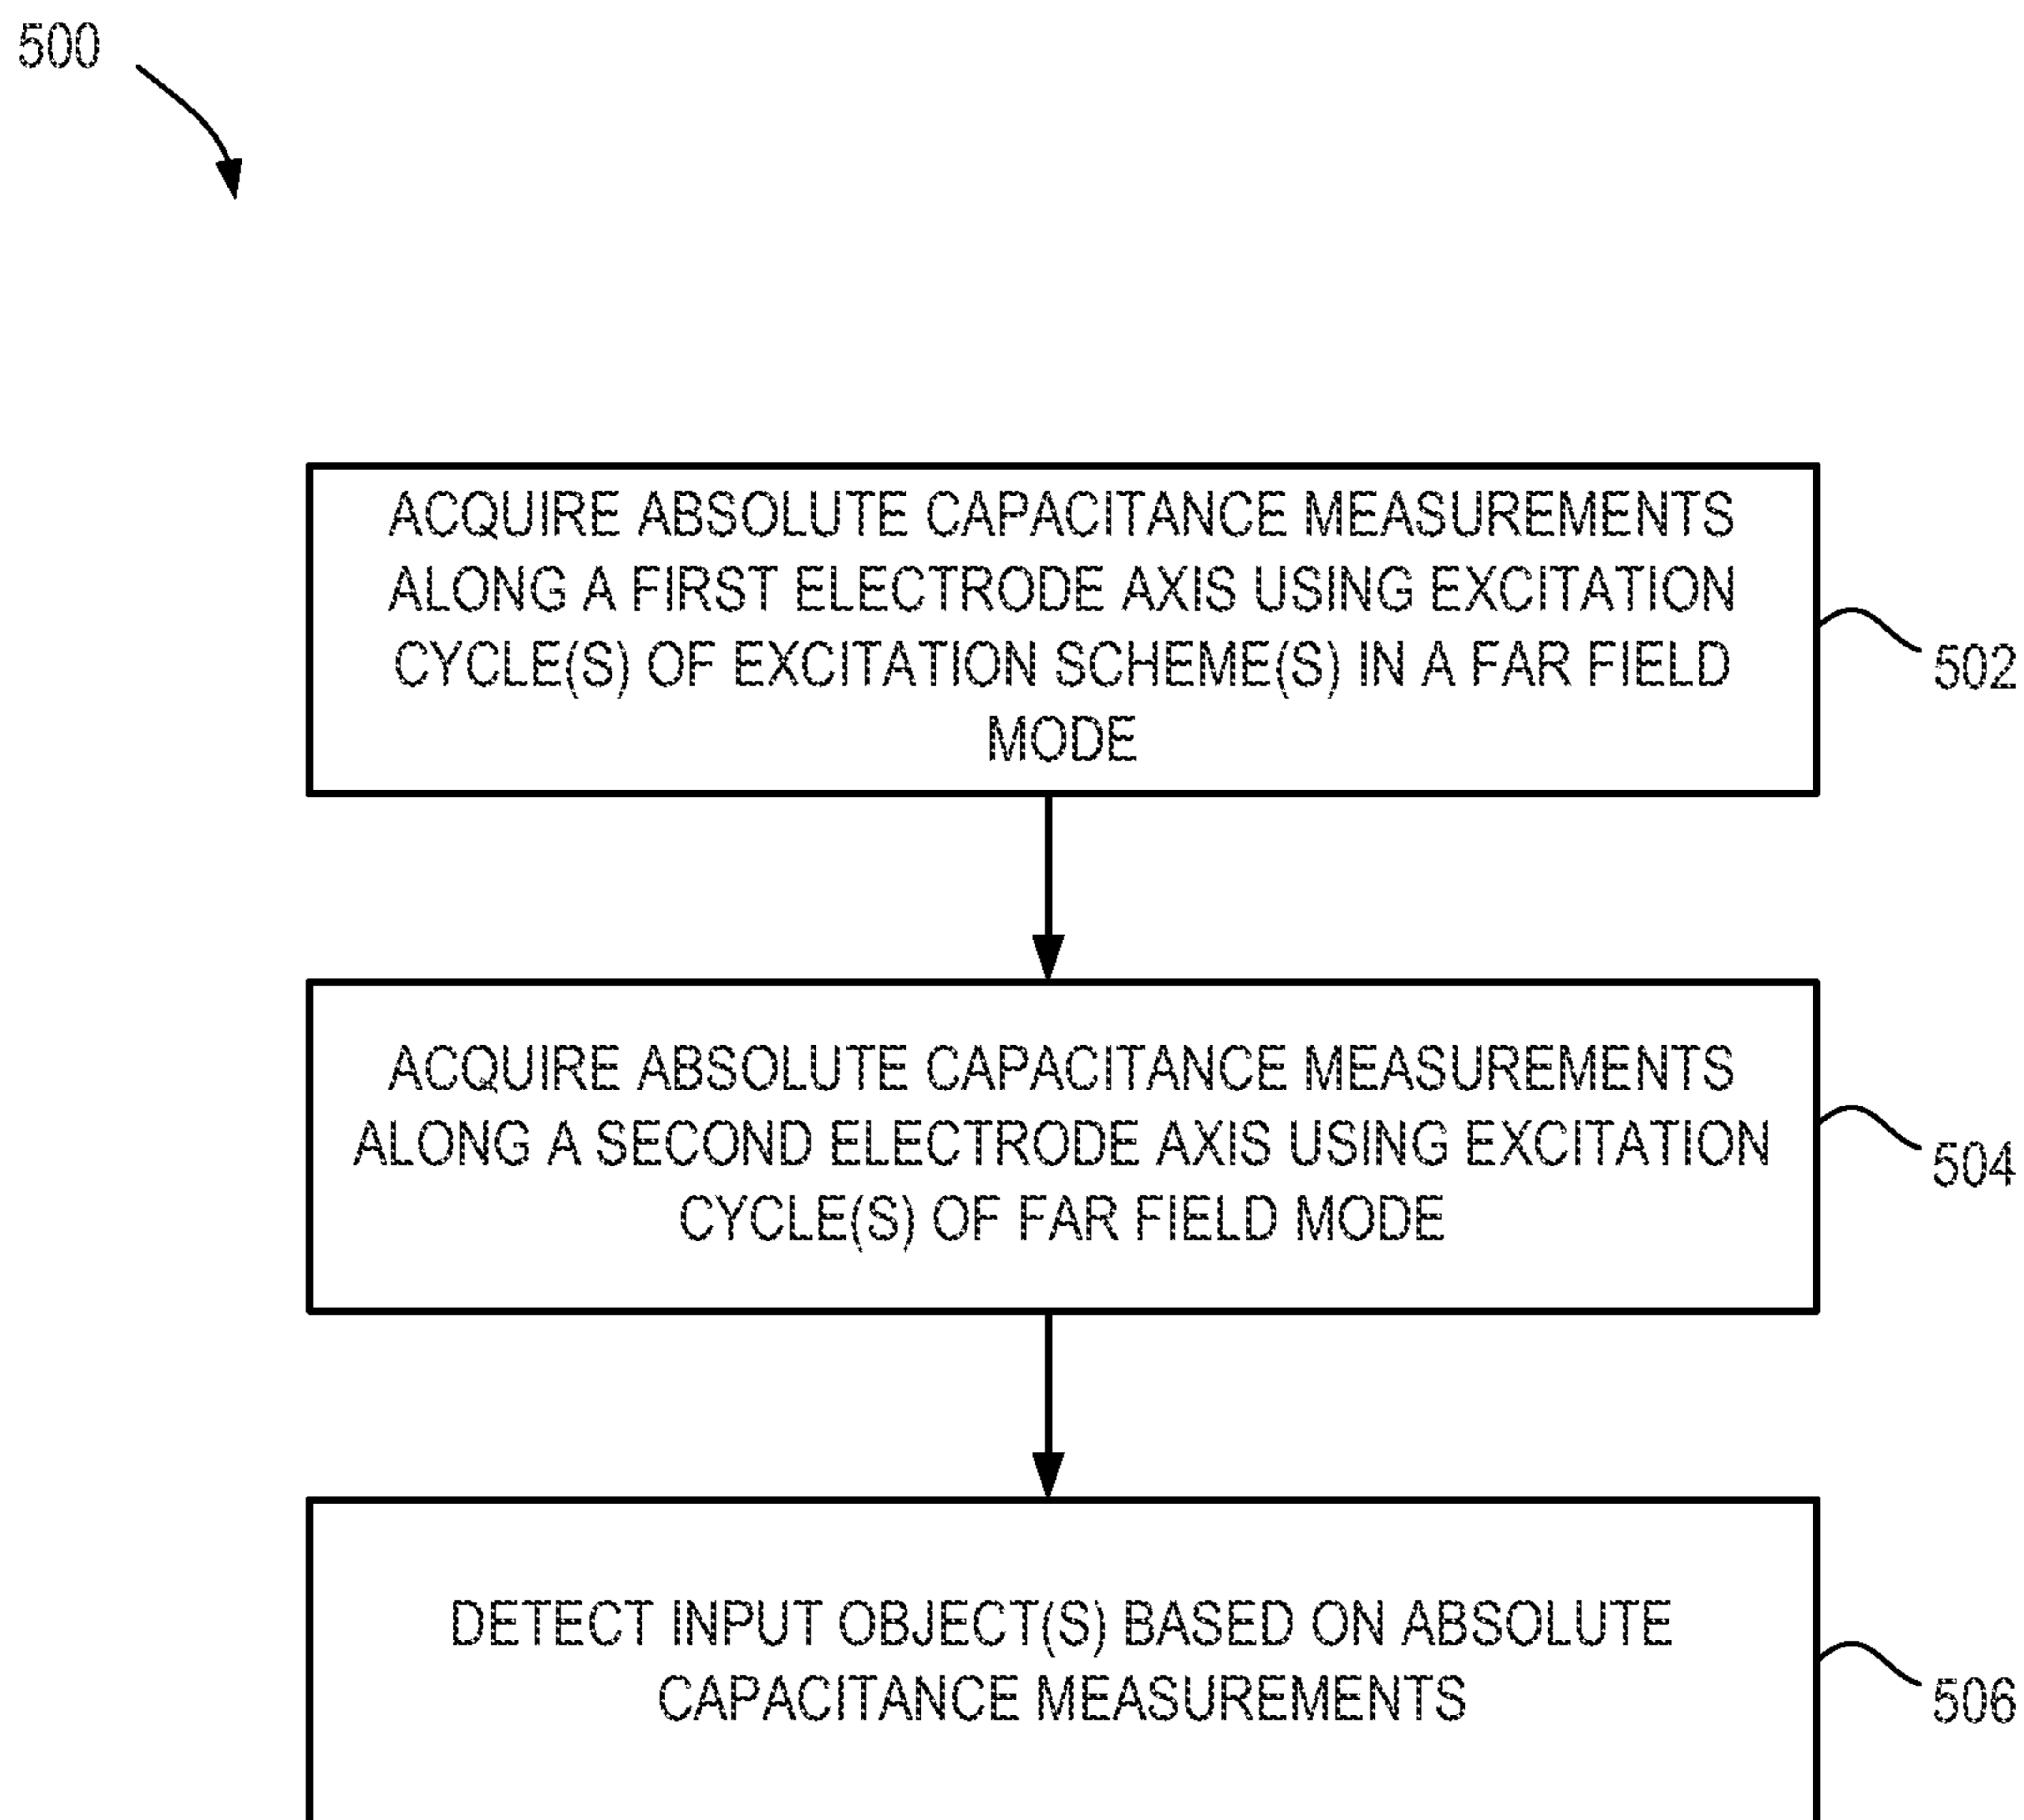 500
ACQUIRE ABSOLUTE CAPACITANCE MEASUREMENTS
ALONG A FIRST ELECTRODE AXIS USING EXCITATION
CYCLE(S) OF EXCITATION SCHEME(S) IN A FAR FIELD
MODE
502
ACQUIRE ABSOLUTE CAPACITANCE MEASUREMENTS
ALONG A SECOND ELECTRODE AXIS USING EXCITATION
CYCLE(S) OF FAR FIELD MODE
504
DETECT INPUT OBJECT(S) BASED ON ABSOLUTE
CAPACITANCE MEASUREMENTS
506